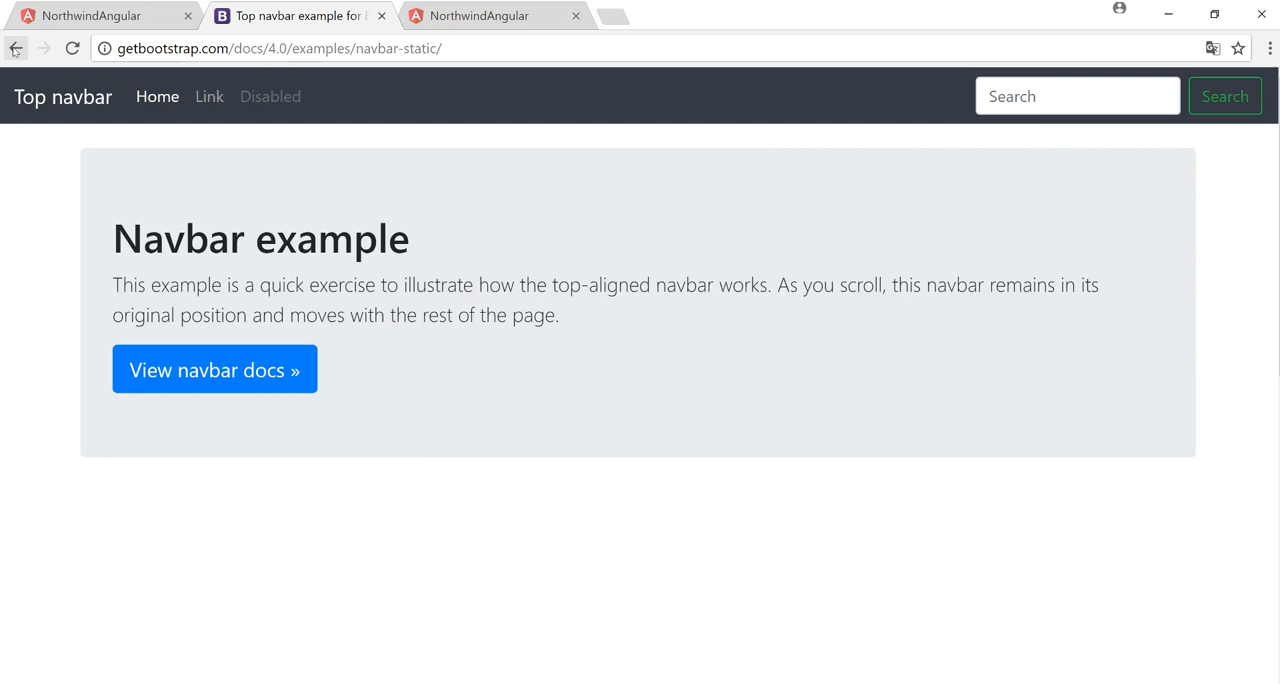 NorthwindAngular
Top navbar example for B
NorthwindAngular
getbootstrap.com/docs/4.0/examples/navbar-static/
Top navbar Home Link Disabled Search Search
Navbar example
This example is a quick exercise to illustrate how the top-aligned navbar works. As you scroll, this navbar remains in its
original position and moves with the rest of the page.
View navbar docs »